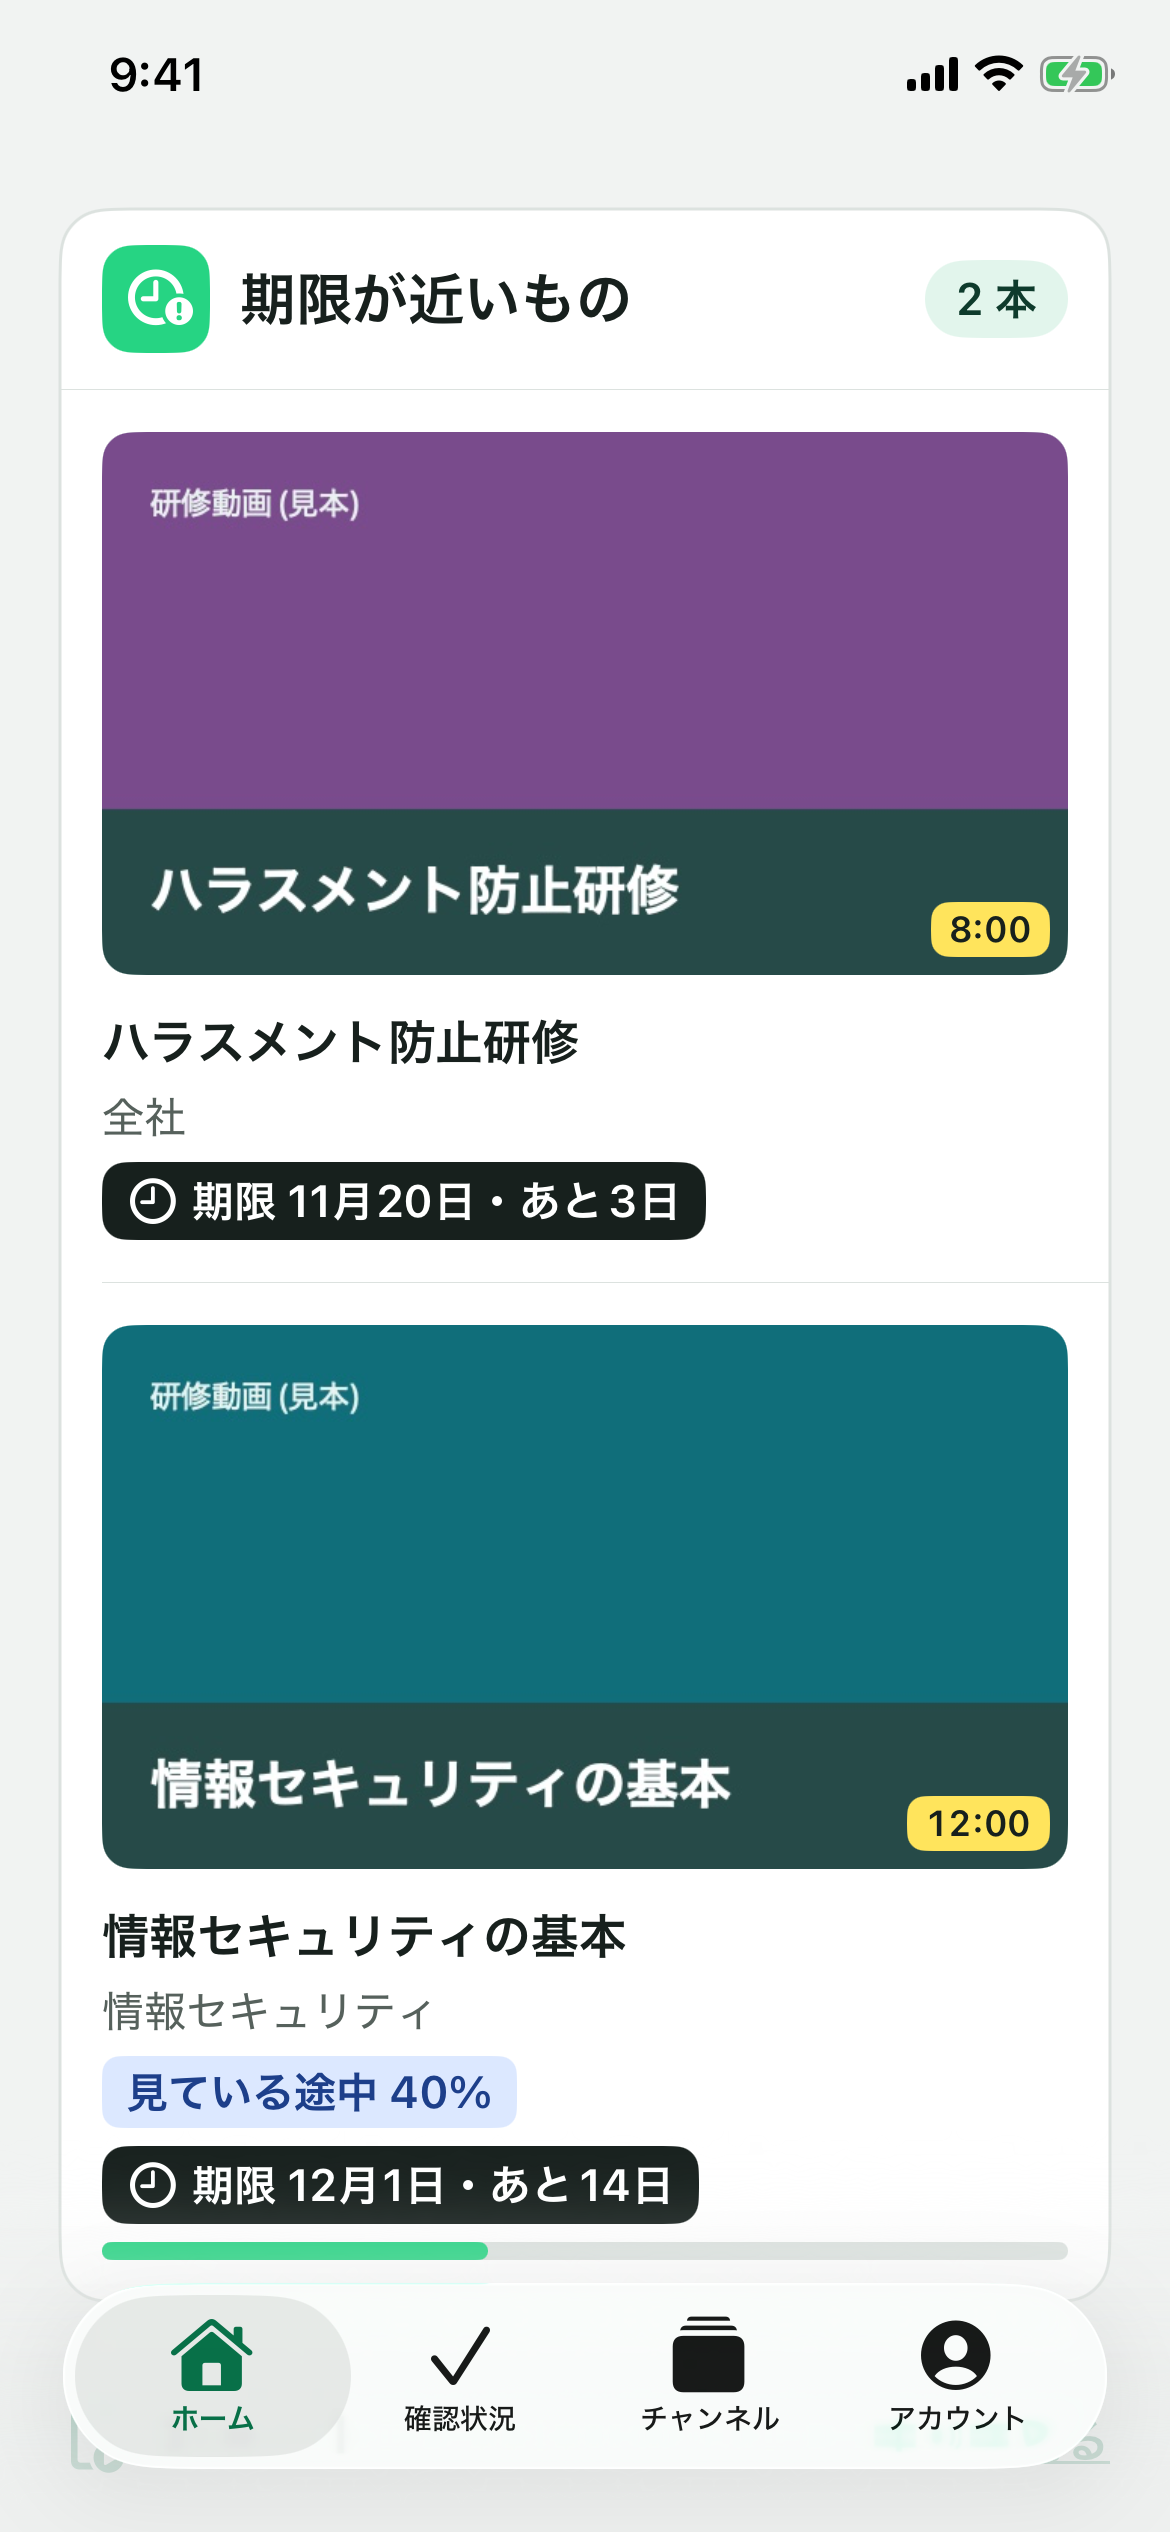 9:41
期限が近いもの
2 本
研修動画 (見本)
ハラスメント防止研修
8:00
ハラスメント防止研修
全社
期限 11月20日・あと3日
研修動画 (見本)
情報セキュリティの基本
12:00
情報セキュリティの基本
情報セキュリティ
見ている途中 40%
期限 12月1日・あと14日
ホーム
確認状況
チャンネル
アカウント